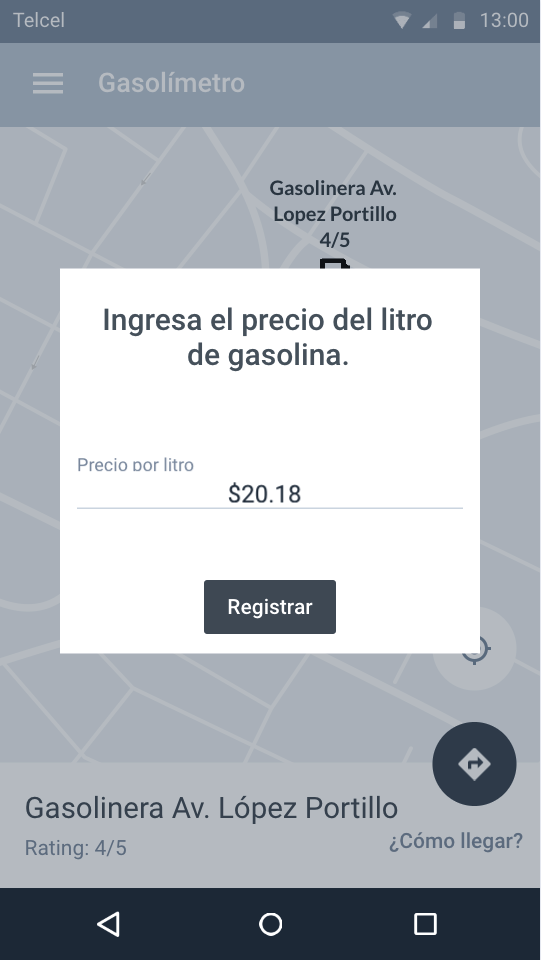 Telcel
13:00
Gasolímetro
Gasolinera Av.
Lopez Portillo
4/5
Ingresa el precio del litro
de gasolina.
Precio por litro
$20.18
Registrar
Gasolinera Av. López Portillo
Rating: 4/5
¿Cómo llegar?